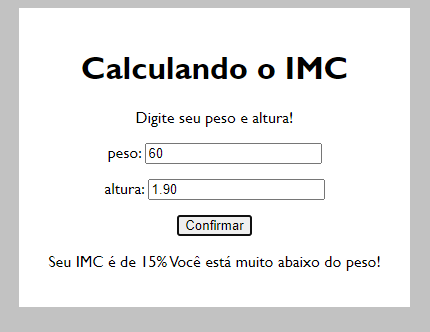 Calculando o IMC
Digite seu peso e altura!
peso: 60
altura: 1.90
Confirmar
Seu IMC é de 15% Você está muito abaixo do peso!